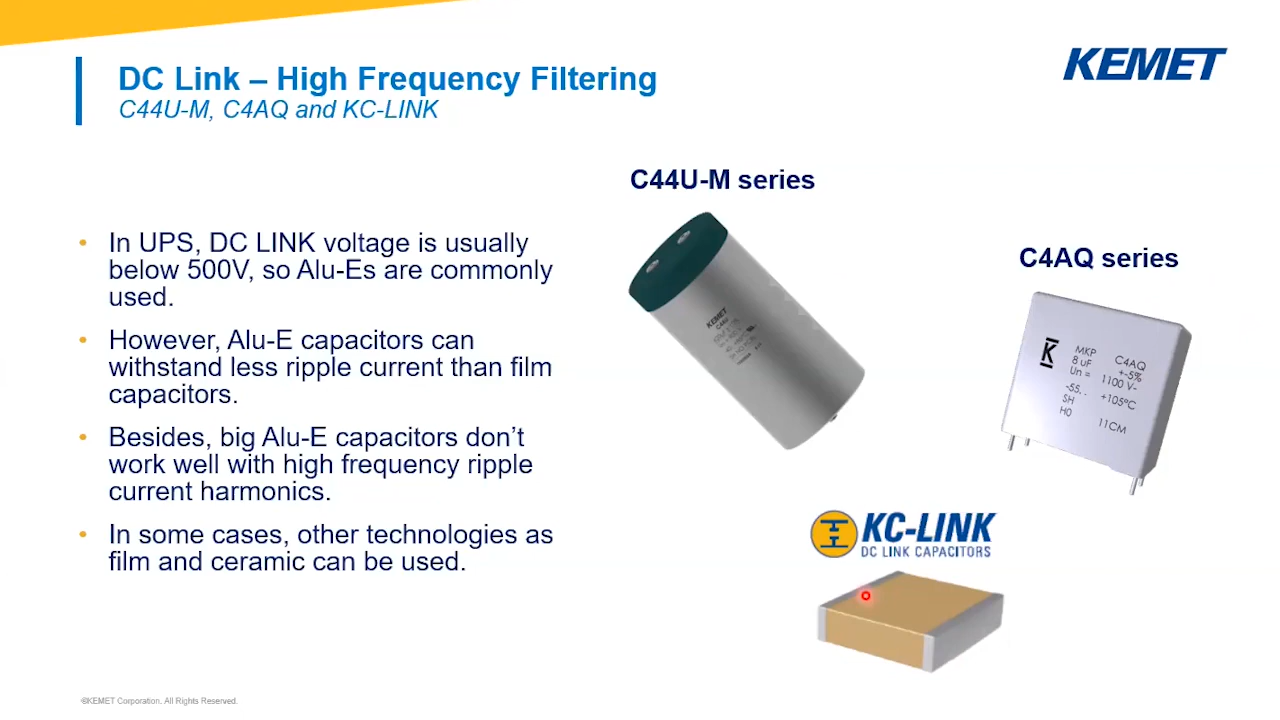 DC Link – High Frequency Filtering
C44U-M, C4AQ and KC-LINK
KEMET
C44U-M series
• In UPS, DC LINK voltage is usually
below 500V, so Alu-Es are commonly
used.
• However, Alu-E capacitors can
withstand less ripple current than film
capacitors.
• Besides, big Alu-E capacitors don't
work well with high frequency ripple
current harmonics.
• In some cases, other technologies as
film and ceramic can be used.
KEMET
C44U
C4AQ series
K
MKP C4AQ
8 uF +-5%
Un = 1100 V-
-55, . +105°C
SH
H0 11CM
KC-LINK
DC LINK CAPACITORS
©KEMET Corporation. All Rights Reserved.